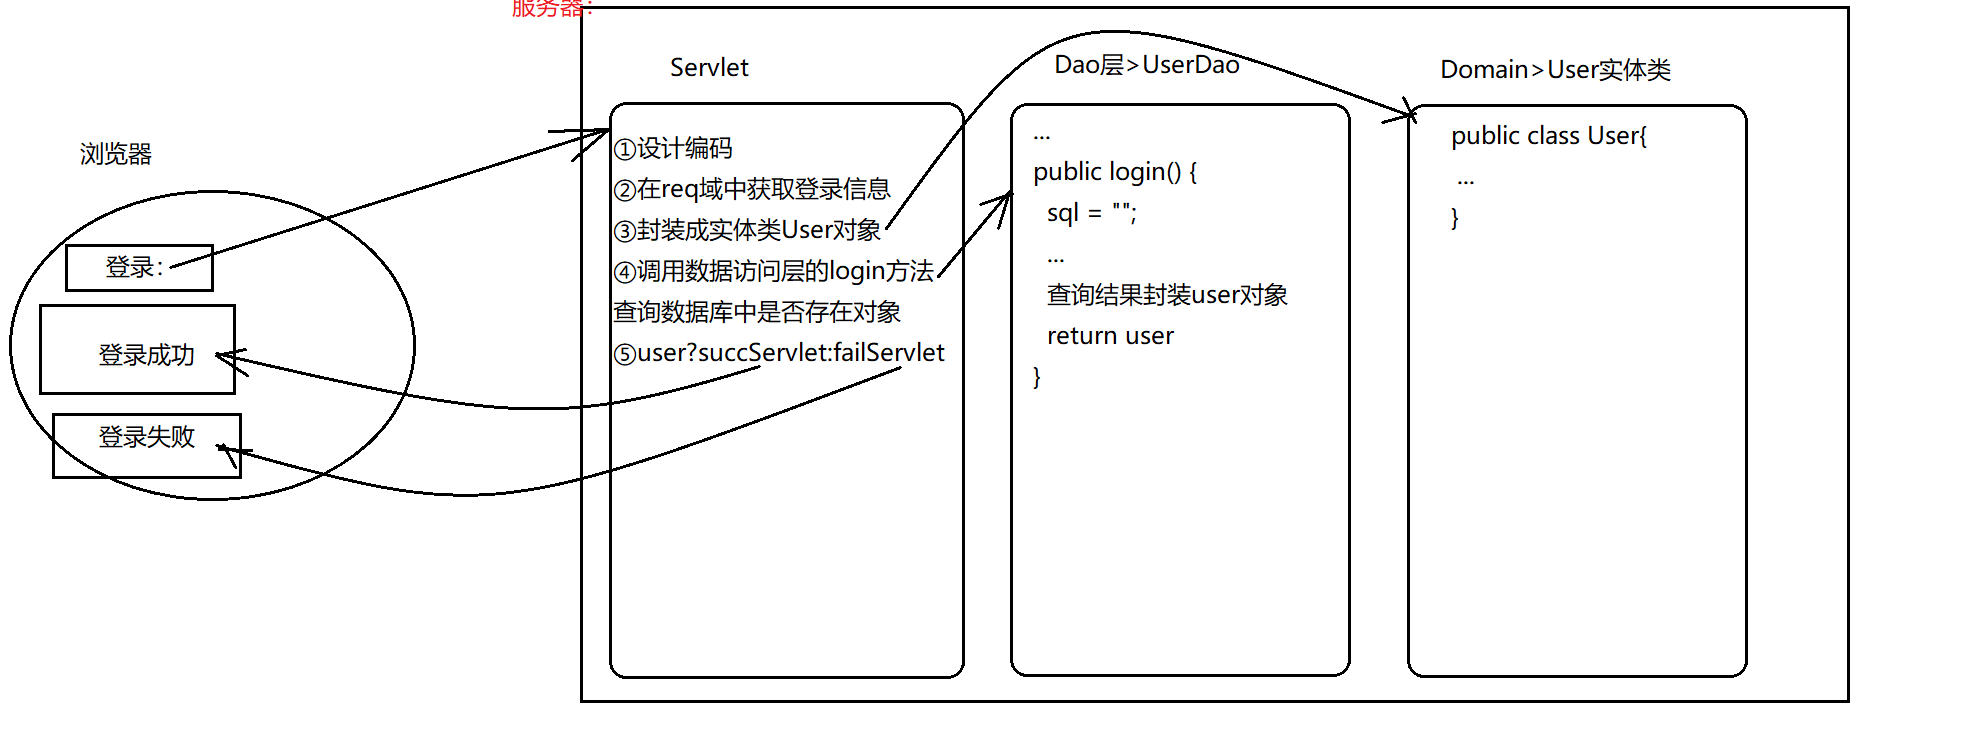 服务器：
浏览器
登录：
登录成功
登录失败
Servlet
①设计编码
②在req域中获取登录信息
③封装成实体类User对象
④调用数据访问层的login方法
查询数据库中是否存在对象
⑤user?succServlet:failServlet
Dao层>UserDao
...
public login() {
sql = "";
...
查询结果封装user对象
return user
}
Domain>User实体类
public class User{
...
}